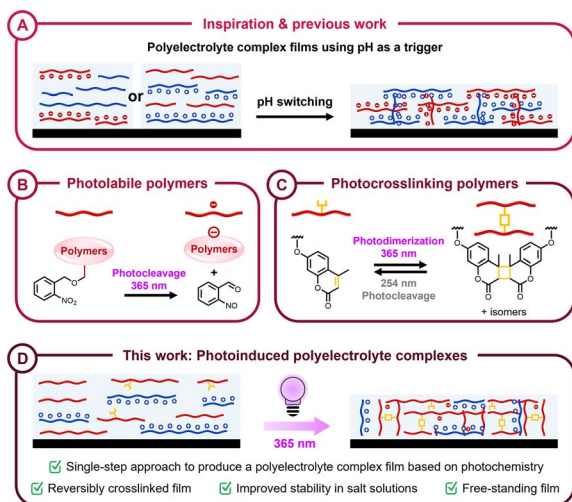 A
Inspiration & previous work
Polyelectrolyte complex films using pH as a trigger
or
pH switching
B
Photolabile polymers
Polymers
O
NO₂
Photocleavage
365 nm
Polymers
+
O
NO
C
Photocrosslinking polymers
O
O
O
Photodimerization
365 nm
254 nm
Photocleavage
O
O
O
O
O
O
+ isomers
D
This work: Photoinduced polyelectrolyte complexes
365 nm
Single-step approach to produce a polyelectrolyte complex film based on photochemistry
Reversibly crosslinked film
Improved stability in salt solutions
Free-standing film